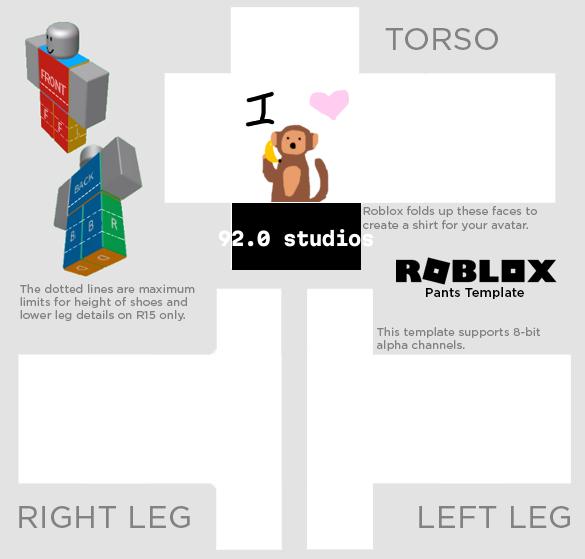 TORSO
FRONT
F F L
I
BACK
B B R
92.0 studios
Roblox folds up these faces to
create a shirt for your avatar.
ROBLOX
Pants Template
The dotted lines are maximum
limits for height of shoes and
lower leg details on R15 only.
This template supports 8-bit
alpha channels.
RIGHT LEG
LEFT LEG